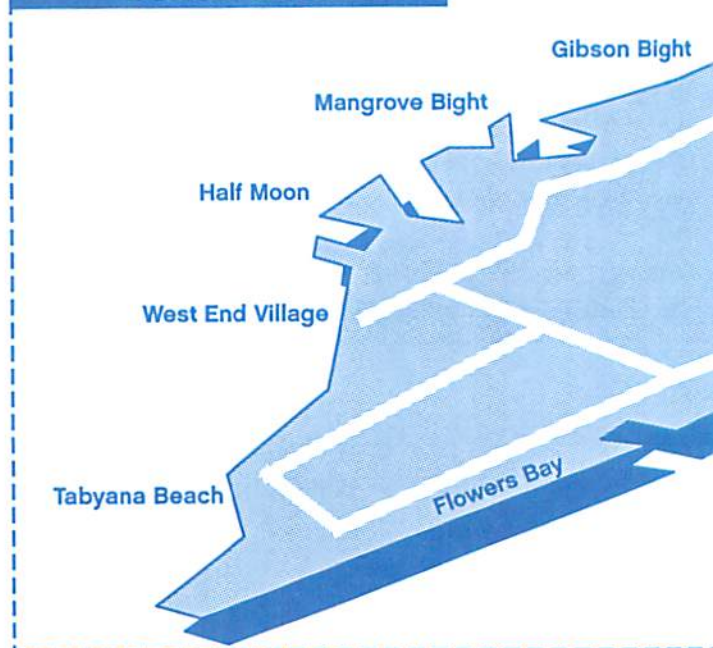 Gibson Bight
Mangrove Bight
Half Moon
West End Village
Tabyana Beach
Flowers Bay